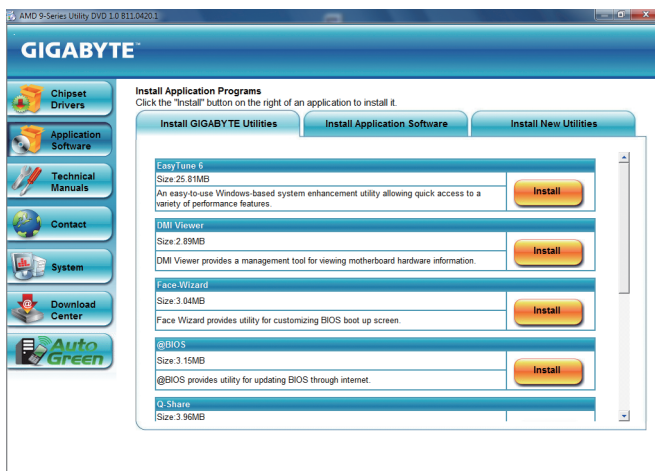 AMD 9-Series Utility DVD 1.0 B11.0420.1
GIGABYTE™
Chipset
Drivers
Application
Software
Technical
Manuals
Contact
System
Download
Center
Auto
Green
Install Application Programs
Click the "Install" button on the right of an application to install it.
Install GIGABYTE Utilities
Install Application Software
Install New Utilities
EasyTune 6
Size:25.81MB
An easy-to-use Windows-based system enhancement utility allowing quick access to a
variety of performance features.
Install
DMI Viewer
Size:2.89MB
DMI Viewer provides a management tool for viewing motherboard hardware information.
Install
Face-Wizard
Size:3.04MB
Face Wizard provides utility for customizing BIOS boot up screen.
Install
@BIOS
Size:3.15MB
@BIOS provides utility for updating BIOS through internet.
Install
Q-Share
Size:3.96MB